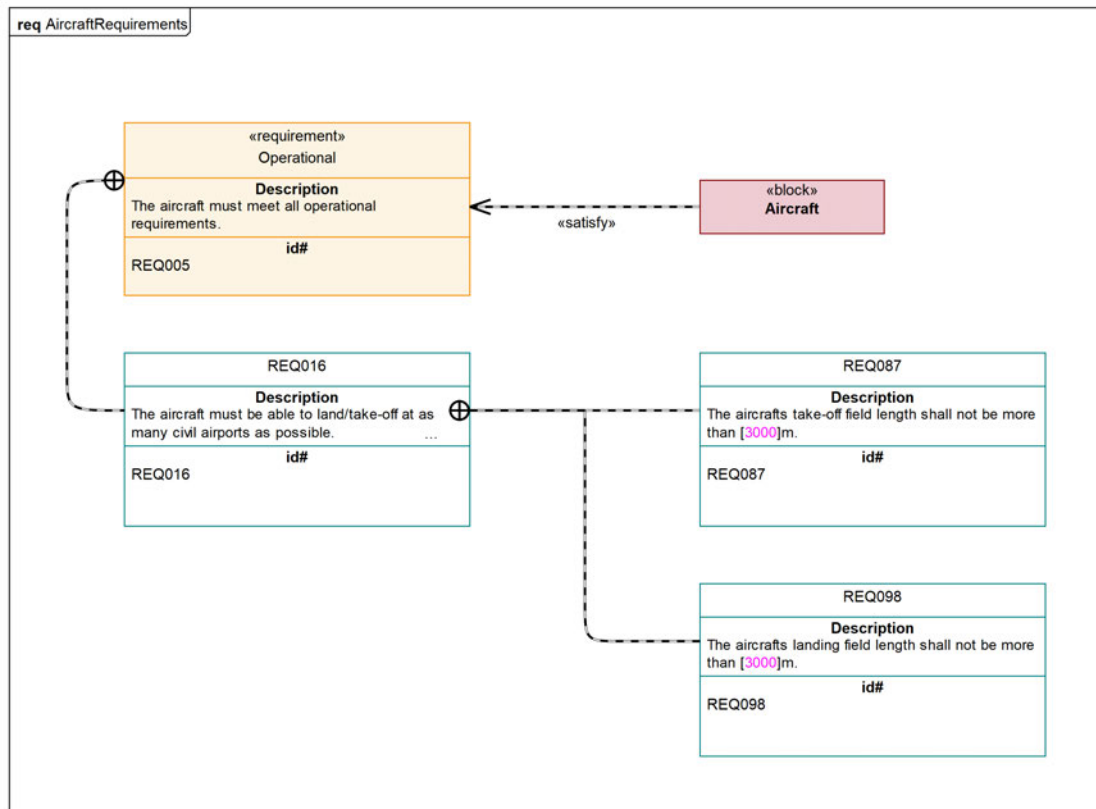 req AircraftRequirements
«requirement»
Operational
Description
The aircraft must meet all operational
requirements.
id#
REQ005
«satisfy»
«block»
Aircraft
REQ016
Description
The aircraft must be able to land/take-off at as
many civil airports as possible. ...
id#
REQ016
REQ087
Description
The aircrafts take-off field length shall not be more
than [3000]m.
id#
REQ087
REQ098
Description
The aircrafts landing field length shall not be more
than [3000]m.
id#
REQ098